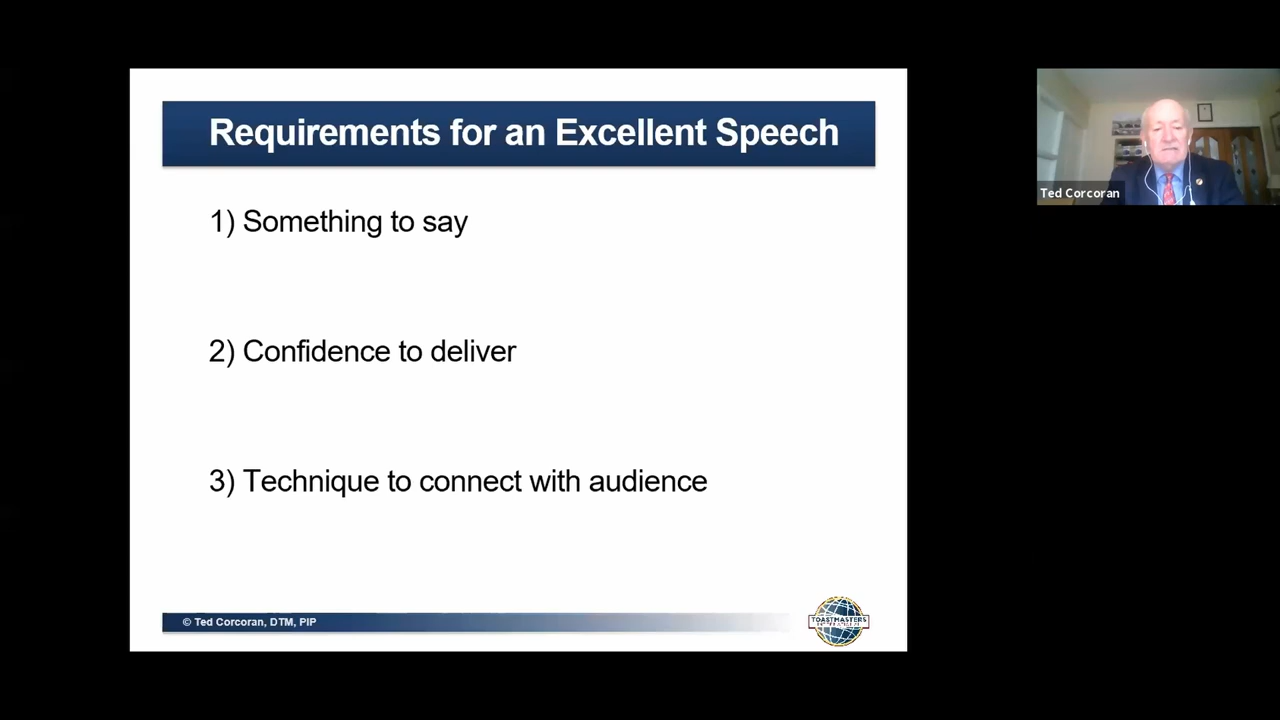 Requirements for an Excellent Speech
1) Something to say
2) Confidence to deliver
3) Technique to connect with audience
© Ted Corcoran, DTM, PIP
TOASTMASTERS
INTERNATIONAL
Ted Corcoran